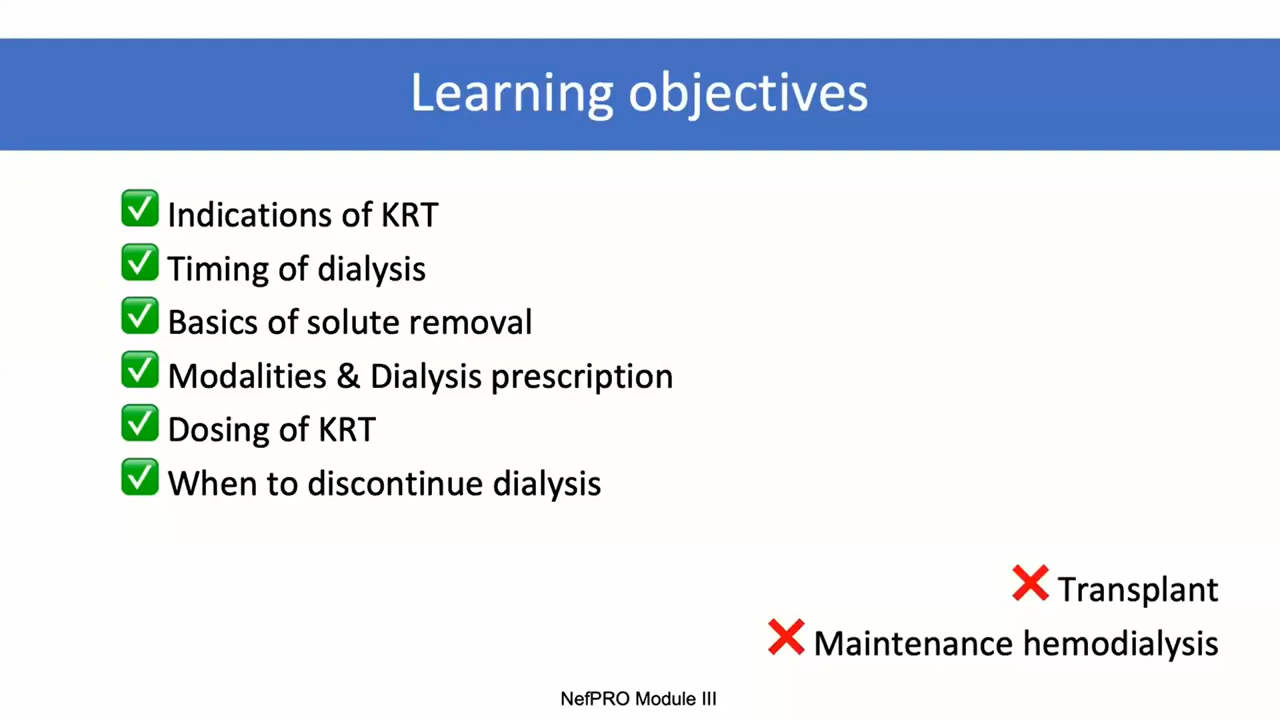 Learning objectives
✅ Indications of KRT
✅ Timing of dialysis
✅ Basics of solute removal
✅ Modalities & Dialysis prescription
✅ Dosing of KRT
✅ When to discontinue dialysis
❌ Transplant
❌ Maintenance hemodialysis
NefPRO Module III